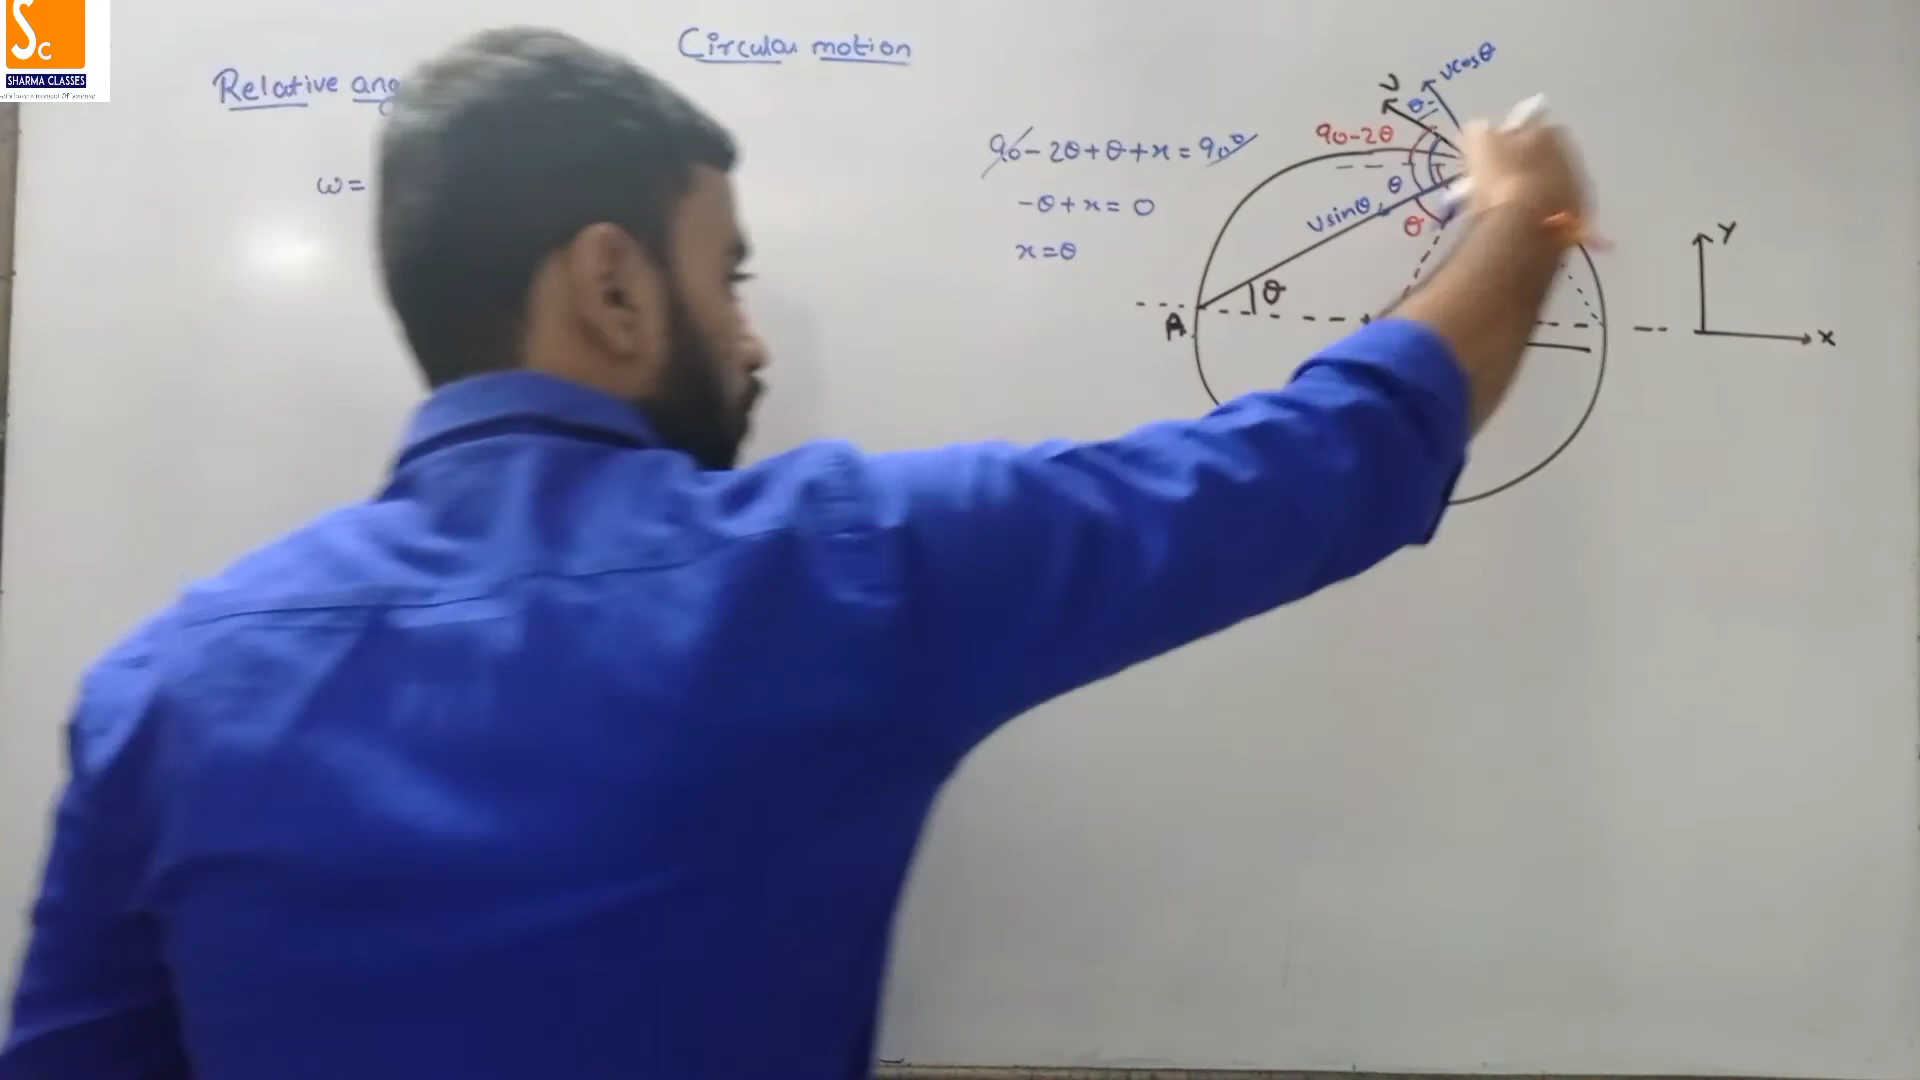 Sc
SHARMA CLASSES
Circular motion
Relative ang
ω=
90-2θ+θ+x=90°
-θ+x=0
x=θ
v
vcosθ
θ
90-2θ
θ
vsinθ
θ
θ
A
Y
x